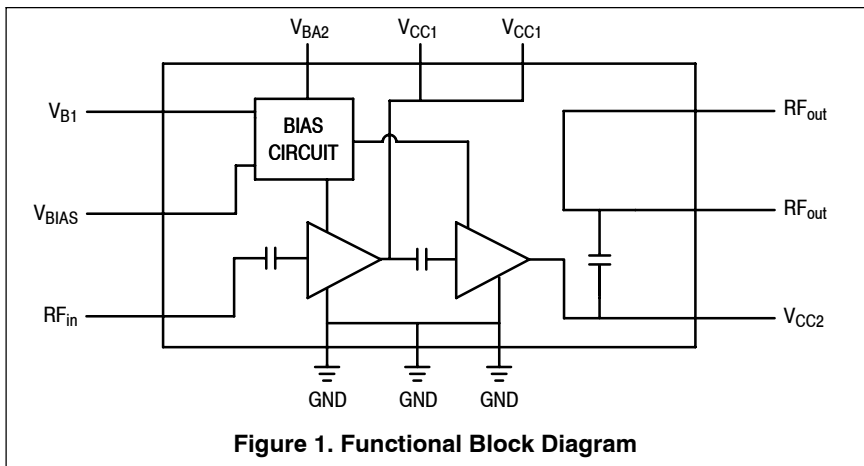 VBA2 VCC1 VCC1
VB1
BIAS
CIRCUIT
RFout
VBIAS
RFout
RFin
VCC2
GND GND GND
Figure 1. Functional Block Diagram